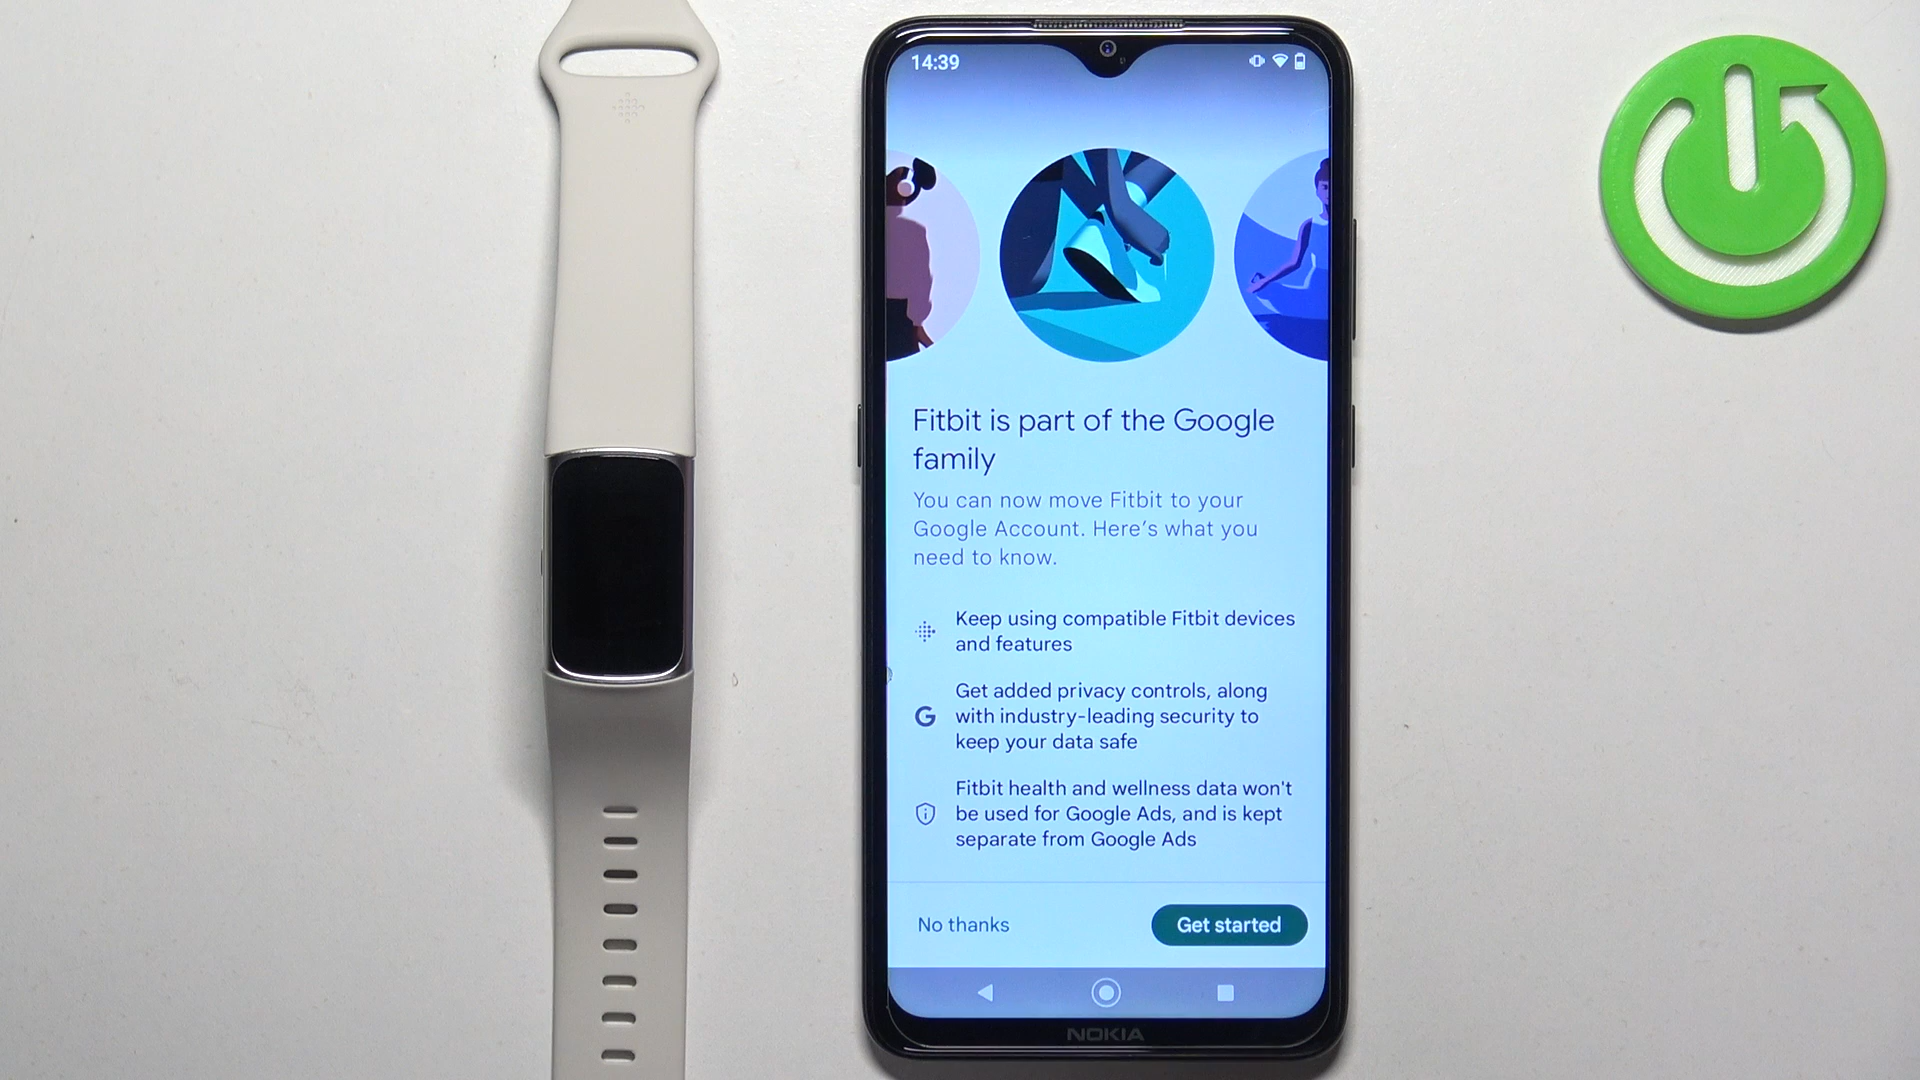 14:39
Fitbit is part of the Google
family
You can now move Fitbit to your
Google Account. Here's what you
need to know.
Keep using compatible Fitbit devices
and features
Get added privacy controls, along
with industry-leading security to
keep your data safe
Fitbit health and wellness data won't
be used for Google Ads, and is kept
separate from Google Ads
No thanks
Get started
NOKIA